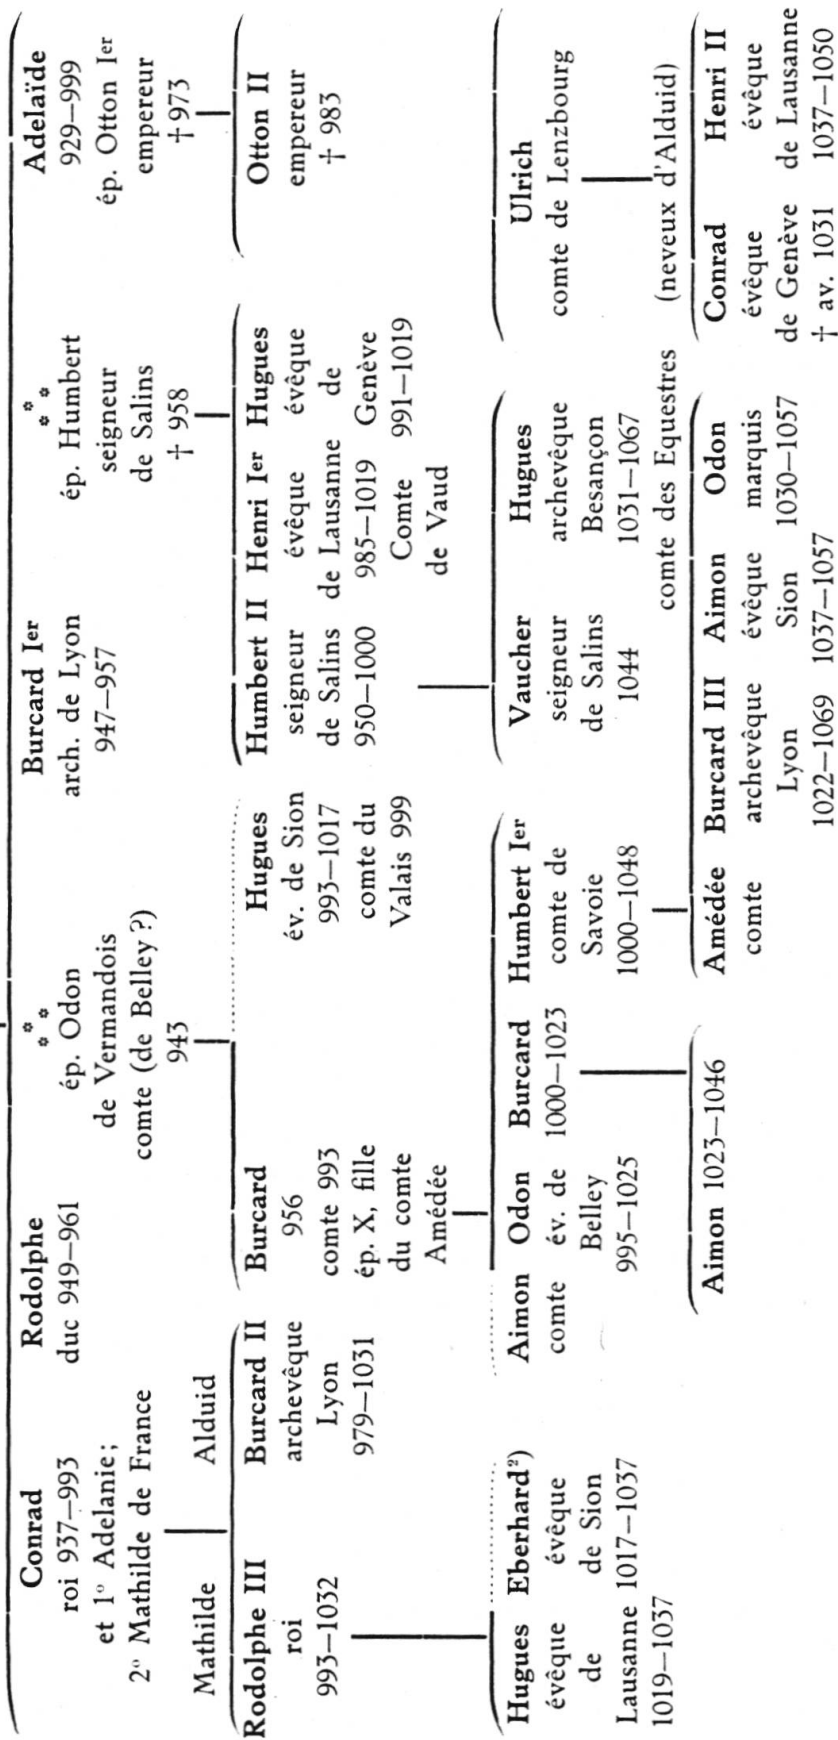 Conrad
roi 937—993
et 1º Adelanie;
2º Mathilde de France
Rodolphe
duc 949—961
***
ép. Odon
de Vermandois
comte (de Belley ?)
943
Burcard Ier
arch. de Lyon
947—957
***
ép. Humbert
seigneur
de Salins
† 958
Adelaïde
929—999
ép. Otton Ier
empereur
† 973
Mathilde
Alduid
Rodolphe III
roi
993—1032
Burcard II
archevêque
Lyon
979—1031
Burcard
956
comte 993
ép. X, fille
du comte
Amédée
Hugues
év. de Sion
993—1017
comte du
Valais 999
Humbert II
seigneur
de Salins
950—1000
Henri Ier
évêque
de Lausanne
985—1019
Comte
de Vaud
Hugues
évêque
de
Genève
991—1019
Otton II
empereur
† 983
Hugues
évêque
de
Lausanne
1019—1037
Eberhard²)
évêque
de Sion
1017—1037
Aimon
comte
Odon
év. de
Belley
995—1025
Burcard
1000—1023
Humbert Ier
comte de
Savoie
1000—1048
Vaucher
seigneur
de Salins
1044
Hugues
archevêque
Besançon
1031—1067
Ulrich
comte de Lenzbourg
comte des Equestres
(neveux d'Alduid)
Aimon 1023—1046
Amédée
comte
Burcard III
archevêque
Lyon
1022—1069
Aimon
évêque
Sion
1037—1057
Odon
marquis
1030—1057
Conrad
évêque
de Genève
† av. 1031
Henri II
évêque
de Lausanne
1037—1050